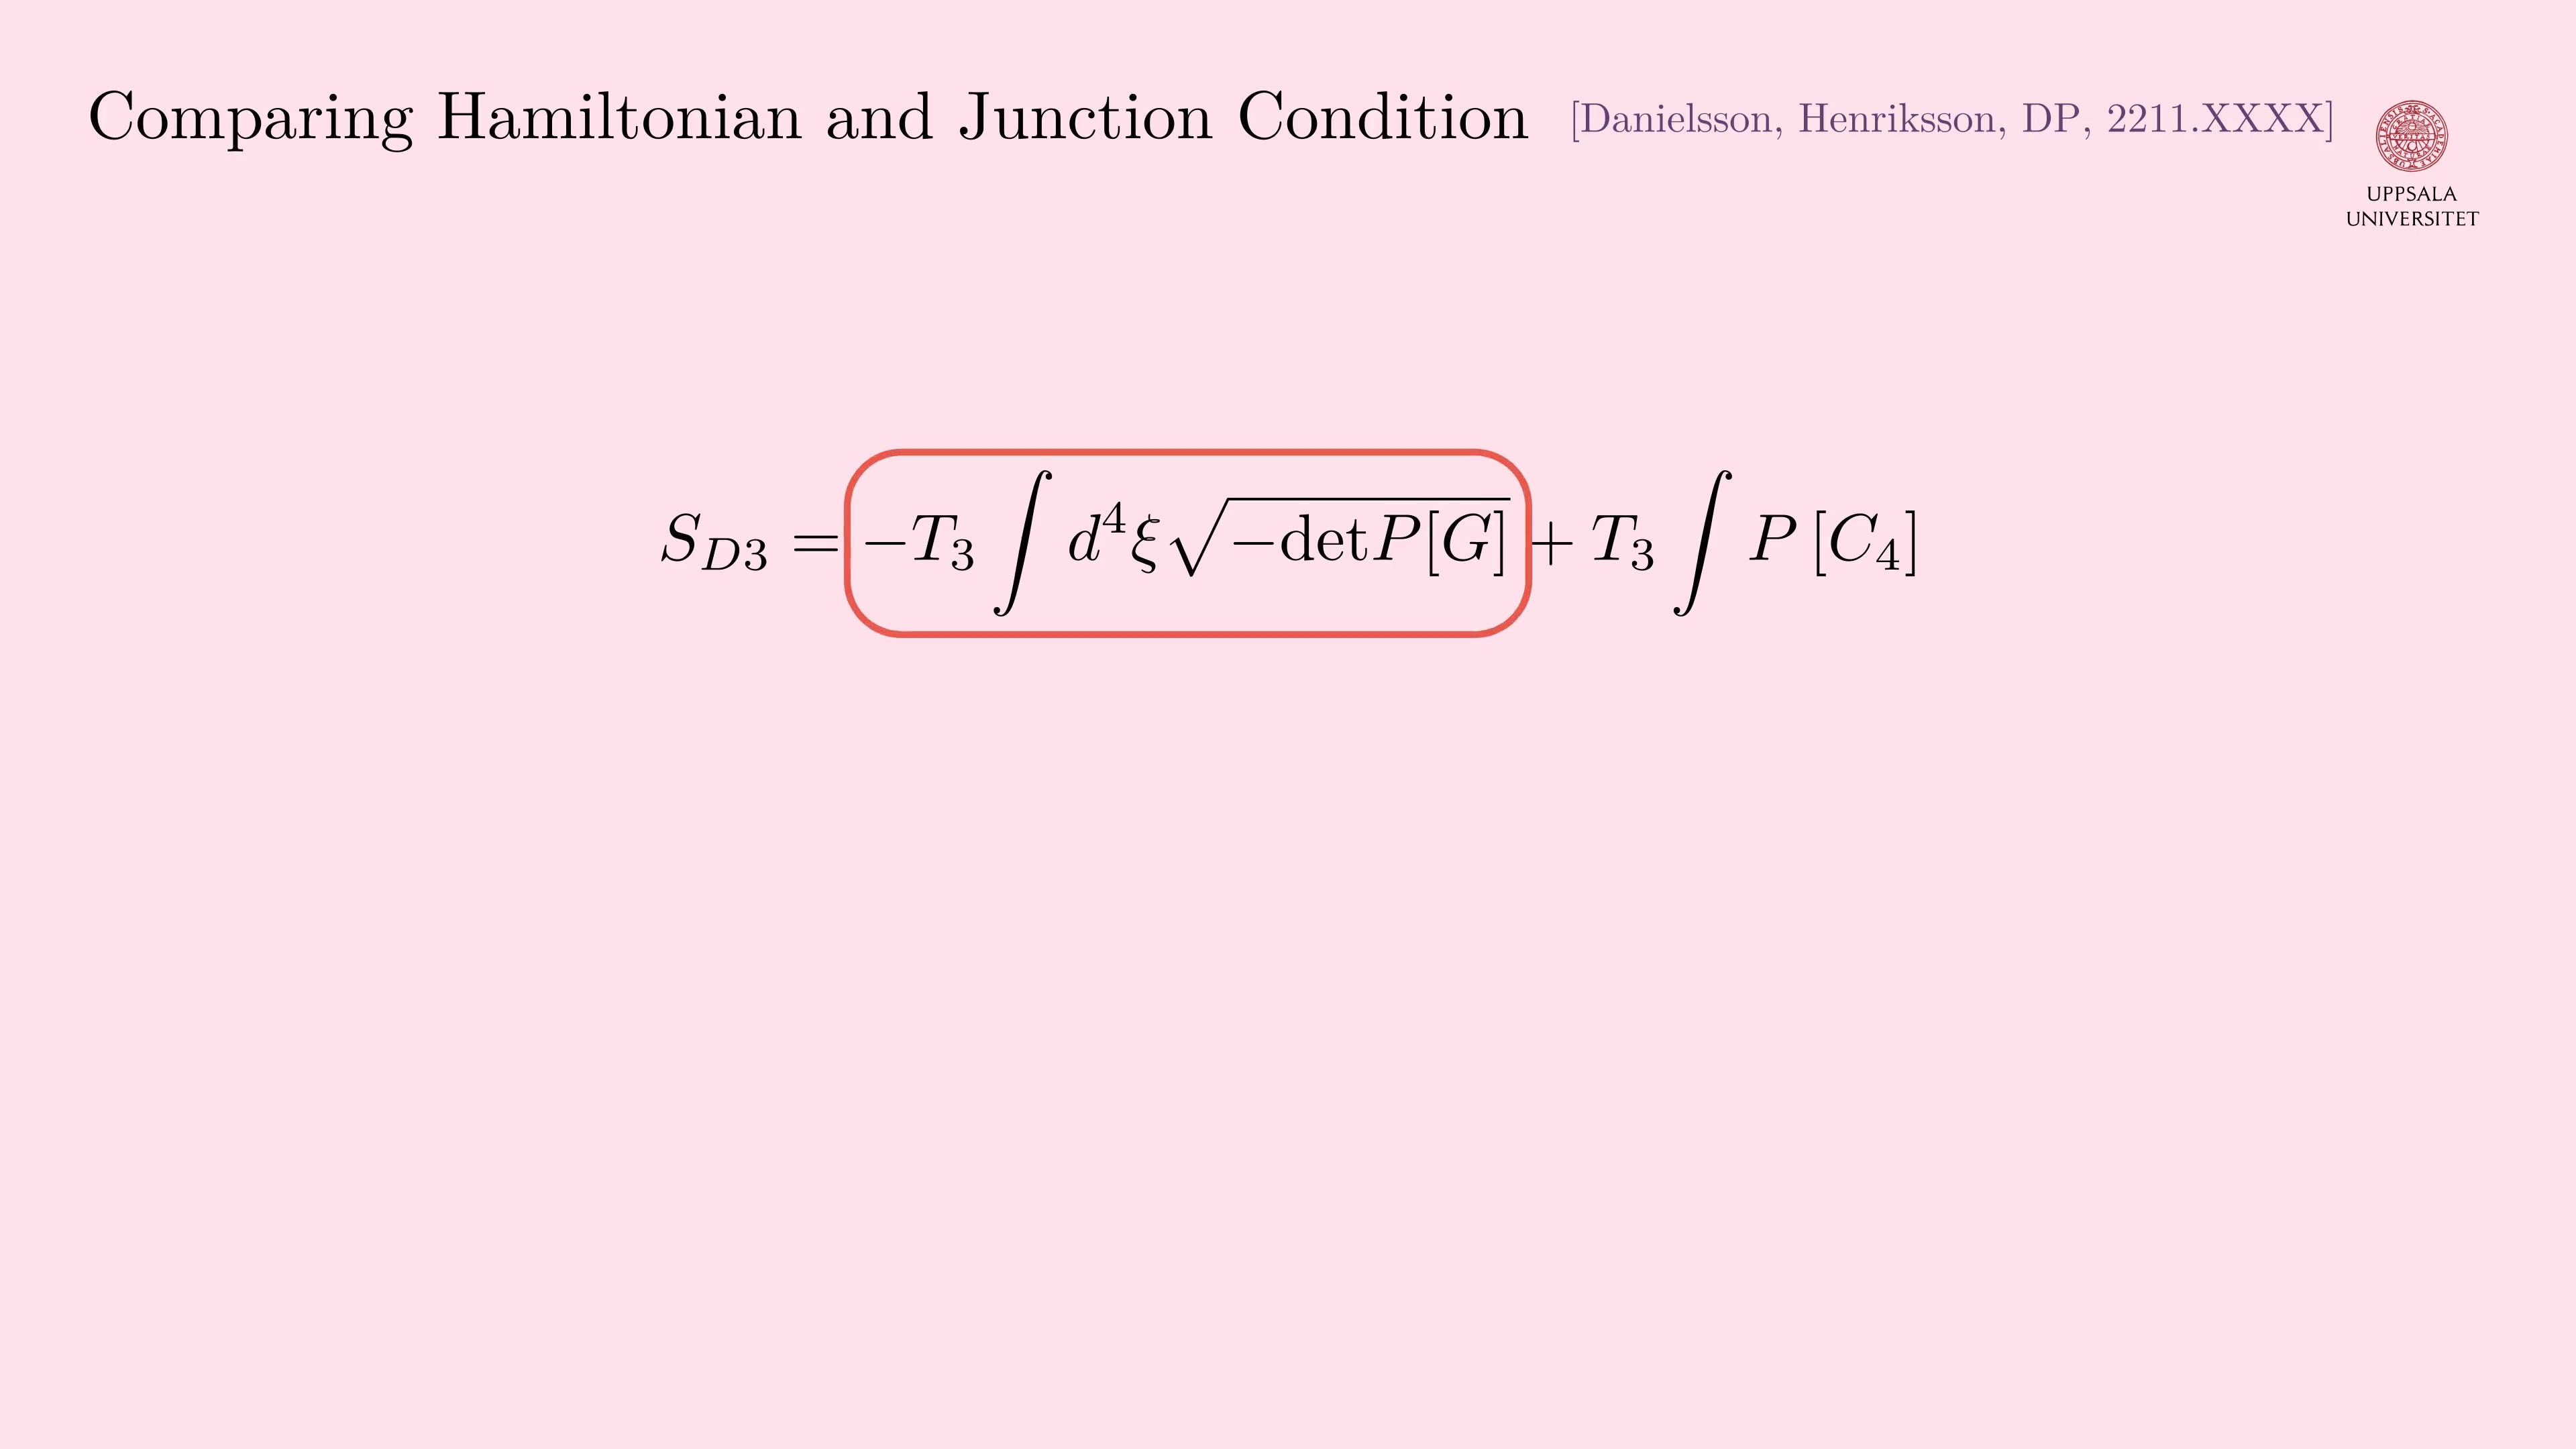 Comparing Hamiltonian and Junction Condition [Danielsson, Henriksson, DP, 2211.XXXX]
UPPSALA
UNIVERSITET
$S_{D3} = -T_3 \int d^4\xi \sqrt{-\det P[G]} + T_3 \int P[C_4]$